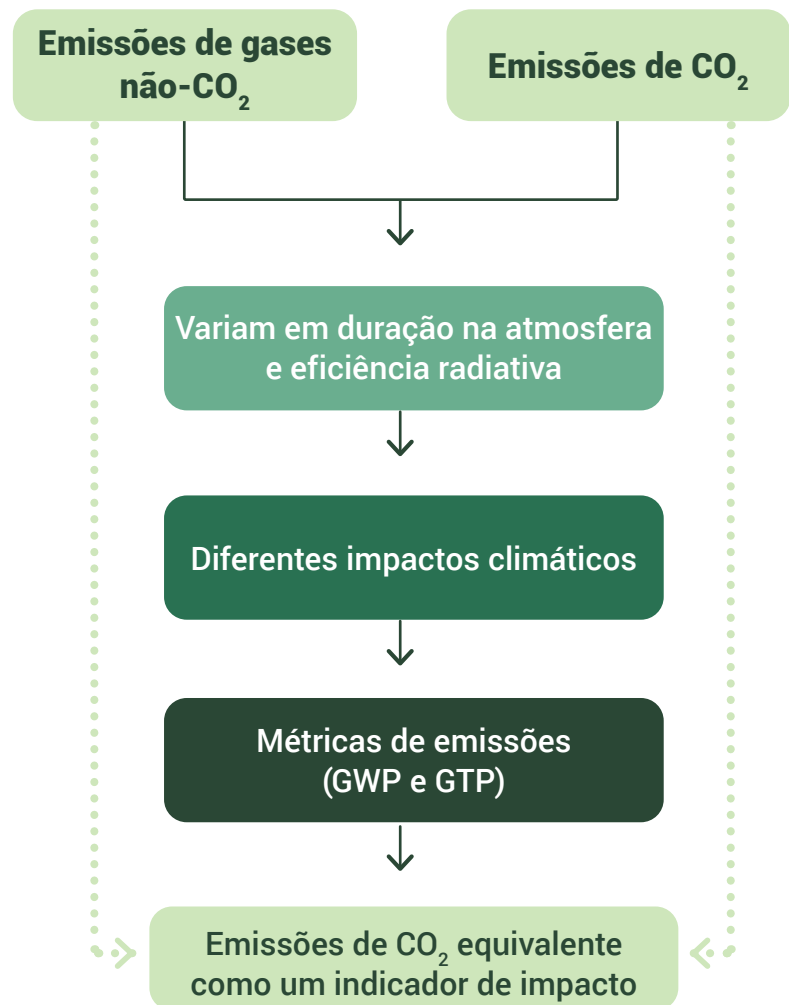 Emissões de gases
não-CO₂
Emissões de CO₂
Variam em duração na atmosfera
e eficiência radiativa
Diferentes impactos climáticos
Métricas de emissões
(GWP e GTP)
Emissões de CO₂ equivalente
como um indicador de impacto